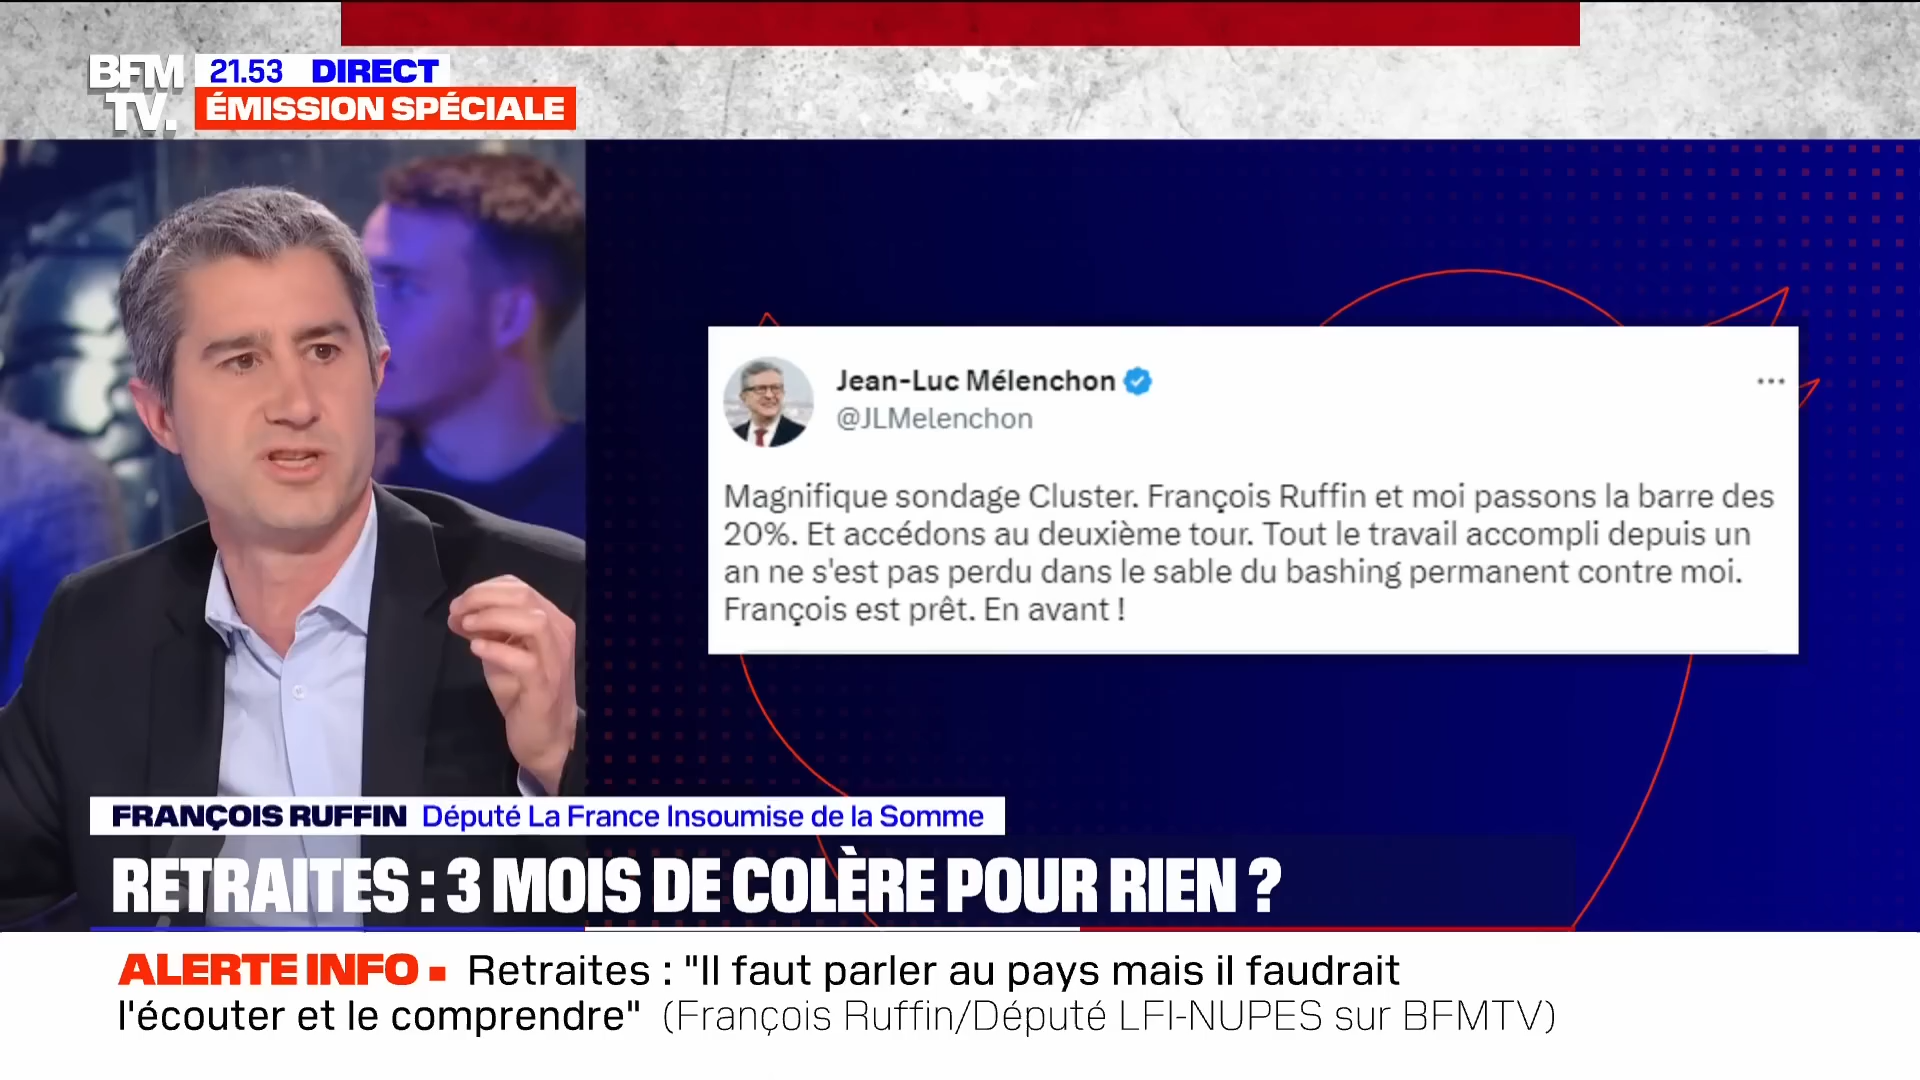 BFM
TV.
21.53 DIRECT
ÉMISSION SPÉCIALE
Jean-Luc Mélenchon
@JLMelenchon
Magnifique sondage Cluster. François Ruffin et moi passons la barre des
20%. Et accédons au deuxième tour. Tout le travail accompli depuis un
an ne s'est pas perdu dans le sable du bashing permanent contre moi.
François est prêt. En avant !
FRANÇOIS RUFFIN Député La France Insoumise de la Somme
RETRAITES : 3 MOIS DE COLÈRE POUR RIEN ?
ALERTE INFO Retraites : "Il faut parler au pays mais il faudrait
l'écouter et le comprendre" (François Ruffin/Député LFI-NUPES sur BFMTV)